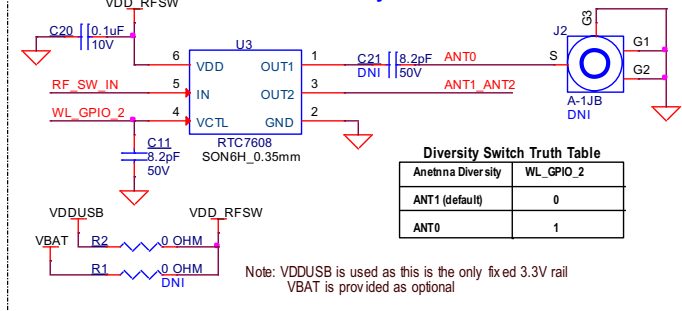 VDD_RFSW
C20
0.1uF
10V
U3
6
VDD
OUT1
1
C21
8.2pF
ANT0
DNI
50V
RF_SW_IN
5
IN
OUT2
3
ANT1_ANT2
WL_GPIO_2
4
VCTL
GND
2
RTC7608
SON6H_0.35mm
C11
8.2pF
50V
J2
S
G3
G1
G2
A-1JB
DNI
Diversity Switch Truth Table
Anetnna Diversity WL_GPIO_2
ANT1 (default) 0
ANT0 1
VDDUSB
VDD_RFSW
VBAT
R2
0 OHM
R1
0 OHM
DNI
Note: VDDUSB is used as this is the only fixed 3.3V rail
VBAT is provided as optional